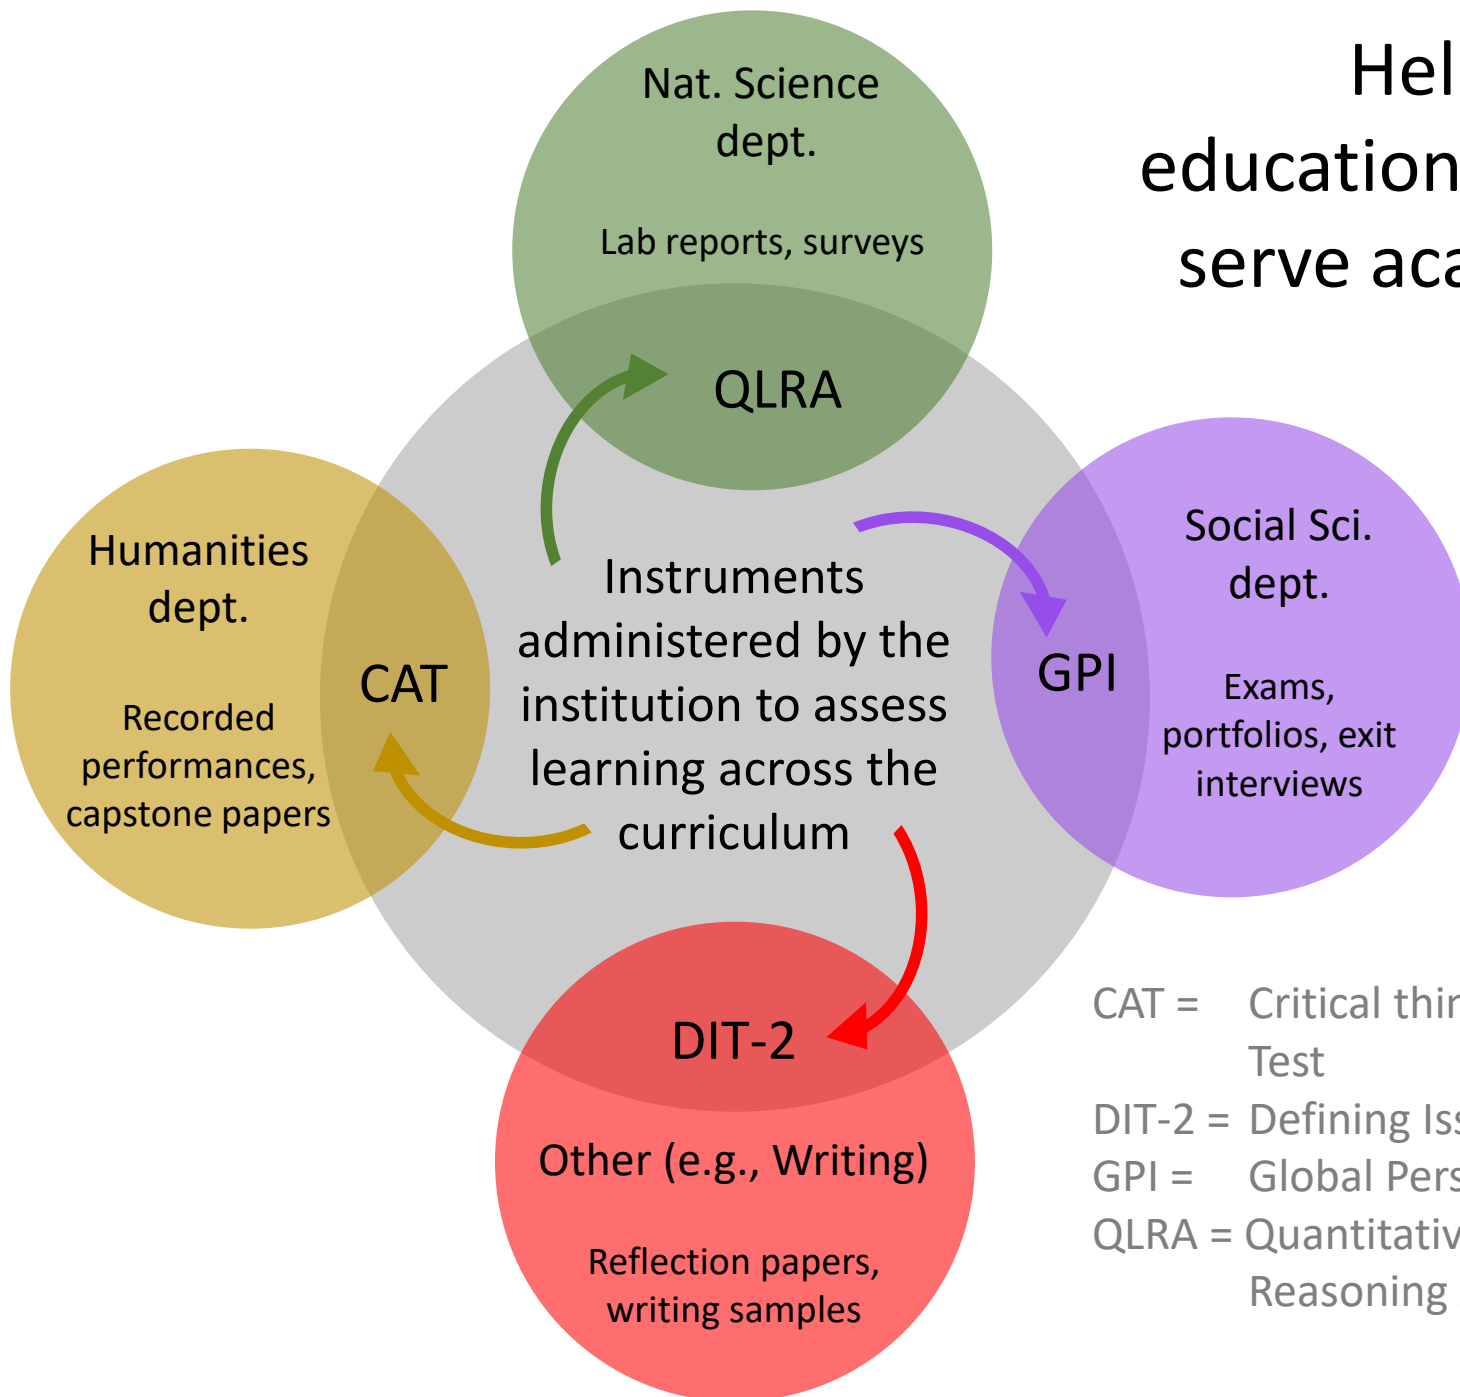 Nat. Science
dept.
Lab reports, surveys
QLRA
Hel
education
serve aca
Humanities
dept.
Recorded
performances,
capstone papers
CAT
Instruments
administered by the
institution to assess
learning across the
curriculum
GPI
Social Sci.
dept.
Exams,
portfolios, exit
interviews
DIT-2
Other (e.g., Writing)
Reflection papers,
writing samples
CAT = Critical thin
Test
DIT-2 = Defining Iss
GPI = Global Pers
QLRA = Quantitativ
Reasoning